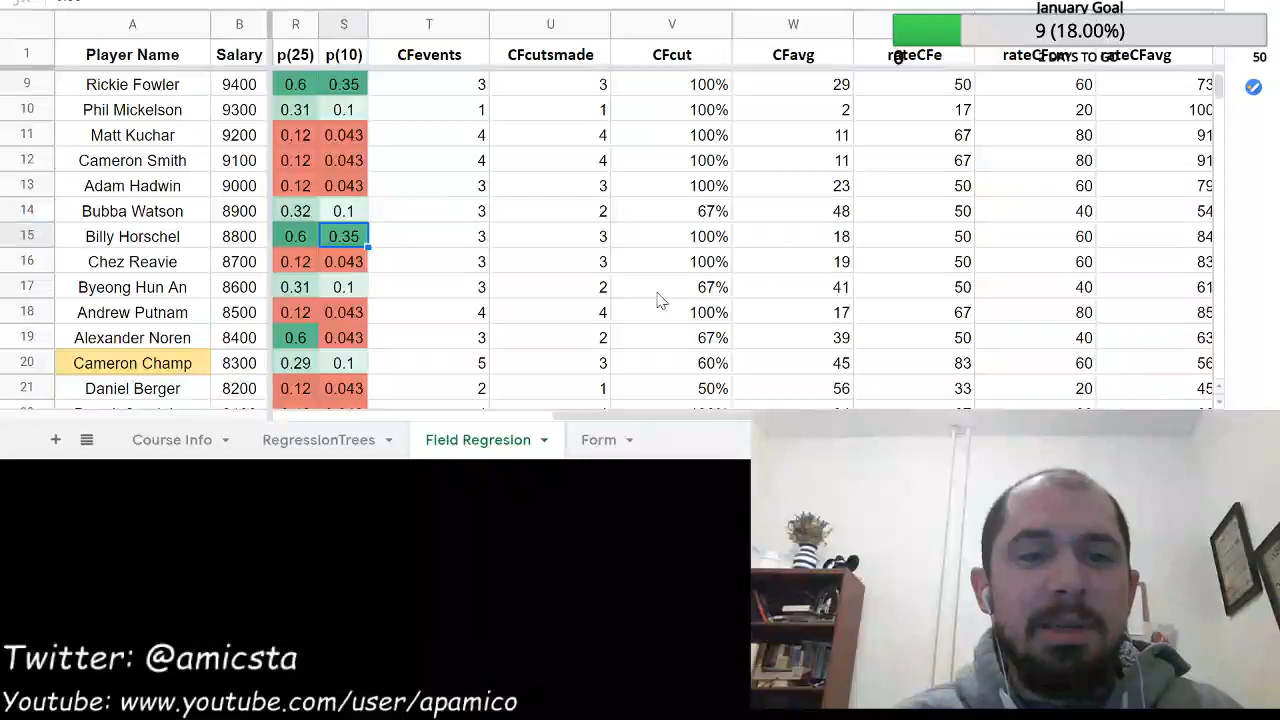 January Goal
9 (18.00%)
0
2 DAYS TO GO
50
A B R S T U V W
1 Player Name Salary p(25) p(10) CFevents CFcutsmade CFcut CFavg rateCFe rateCFavg
9 Rickie Fowler 9400 0.6 0.35 3 3 100% 29 50 60 73
10 Phil Mickelson 9300 0.31 0.1 1 1 100% 2 17 20 100
11 Matt Kuchar 9200 0.12 0.043 4 4 100% 11 67 80 91
12 Cameron Smith 9100 0.12 0.043 4 4 100% 11 67 80 91
13 Adam Hadwin 9000 0.12 0.043 3 3 100% 23 50 60 79
14 Bubba Watson 8900 0.32 0.1 3 2 67% 48 50 40 54
15 Billy Horschel 8800 0.6 0.35 3 3 100% 18 50 60 84
16 Chez Reavie 8700 0.12 0.043 3 3 100% 19 50 60 83
17 Byeong Hun An 8600 0.31 0.1 3 2 67% 41 50 40 61
18 Andrew Putnam 8500 0.12 0.043 4 4 100% 17 67 80 85
19 Alexander Noren 8400 0.6 0.043 3 2 67% 39 50 40 63
20 Cameron Champ 8300 0.29 0.1 5 3 60% 45 83 60 56
21 Daniel Berger 8200 0.12 0.043 2 1 50% 56 33 20 45
Course Info RegressionTrees Field Regresion Form
Twitter: @amicsta
Youtube: www.youtube.com/user/apamico